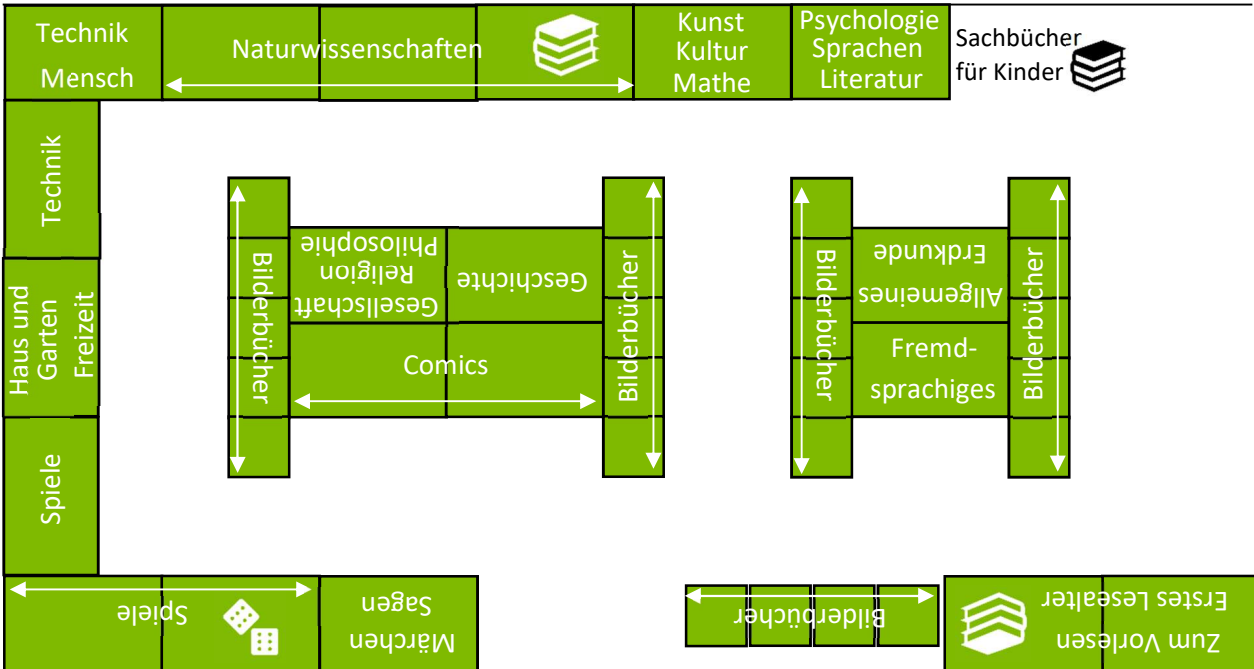 Technik
Mensch
Naturwissenschaften
Kunst
Kultur
Mathe
Psychologie
Sprachen
Literatur
Sachbücher
für Kinder
Technik
Haus und
Garten
Freizeit
Spiele
Bilderbücher
Gesellschaft
Religion
Philosophie
Geschichte
Comics
Bilderbücher
Bilderbücher
Allgemeines
Erdkunde
Fremd-
sprachiges
Bilderbücher
Spiele
Märchen
Sagen
Bilderbücher
Zum Vorlesen
Erstes Lesealter